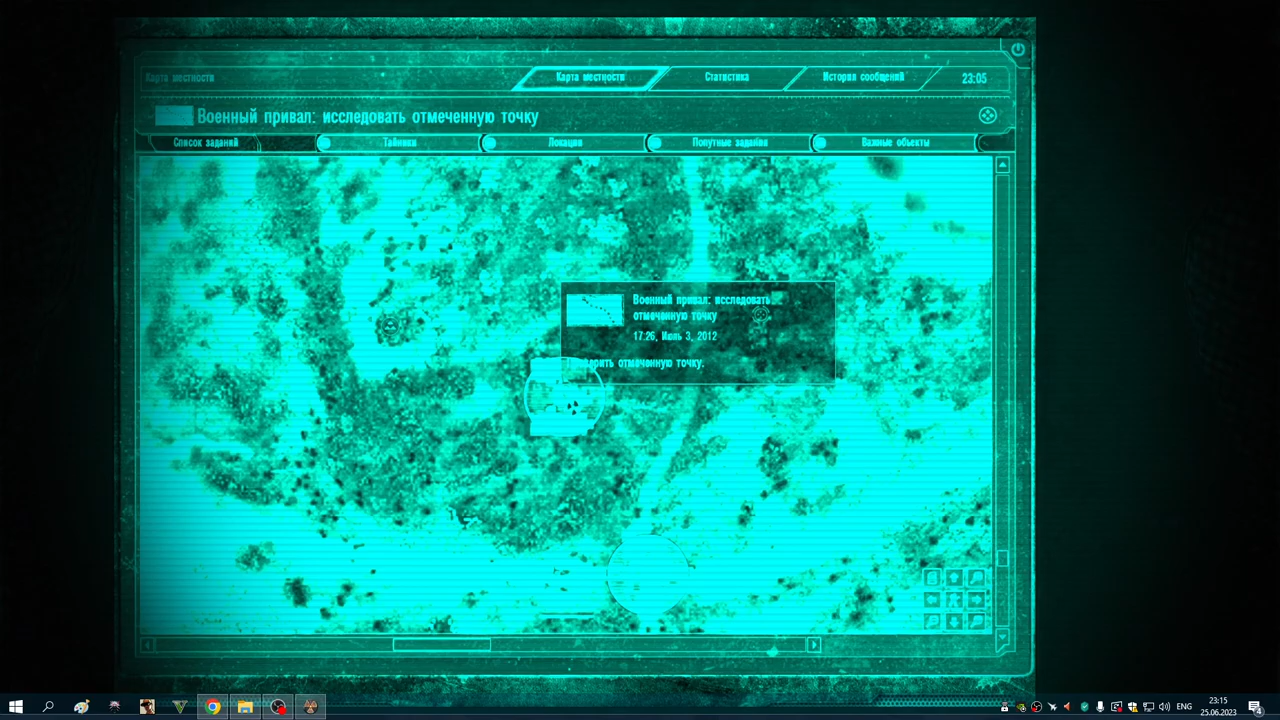 Карта местности
Карта местности
Статистика
История сообщений
23:05
Военный привал: исследовать отмеченную точку
Список заданий
Тайники
Локации
Попутные задания
Важные объекты
Военный привал: исследовать
отмеченную точку
17:26, Июль 3, 2012
отмеченную точку.
ENG
23:15
25.06.2023